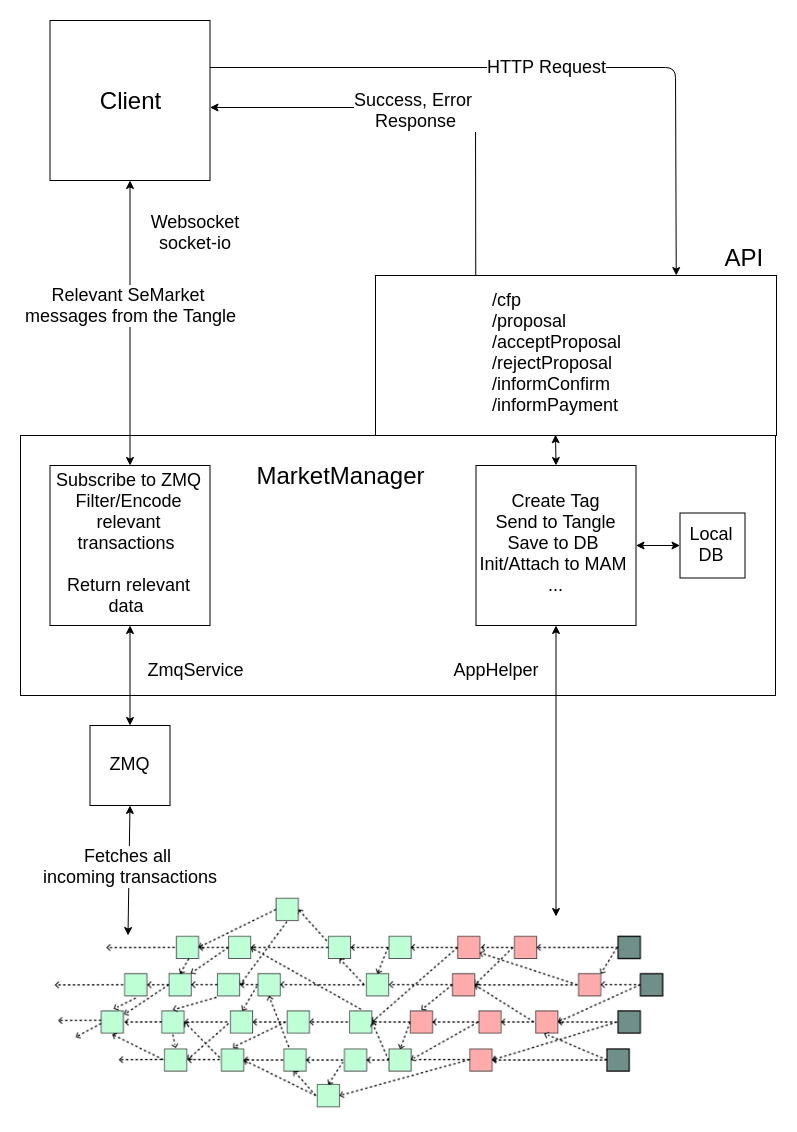 Client
HTTP Request
Success, Error
Response
Websocket
socket-io
Relevant SeMarket
messages from the Tangle
API
/cfp
/proposal
/acceptProposal
/rejectProposal
/informConfirm
/informPayment
MarketManager
Subscribe to ZMQ
Filter/Encode
relevant
transactions
Return relevant
data
Create Tag
Send to Tangle
Save to DB
Init/Attach to MAM
...
Local
DB
ZmqService
AppHelper
ZMQ
Fetches all
incoming transactions